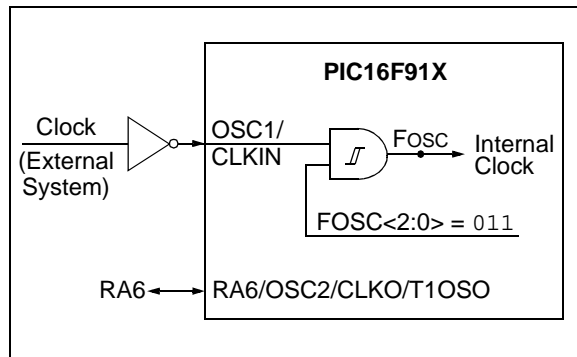 PIC16F91X
Clock
(External
System)
OSC1/
CLKIN
FOSC
Internal
Clock
FOSC<2:0> = 011
RA6
RA6/OSC2/CLKO/T1OSO